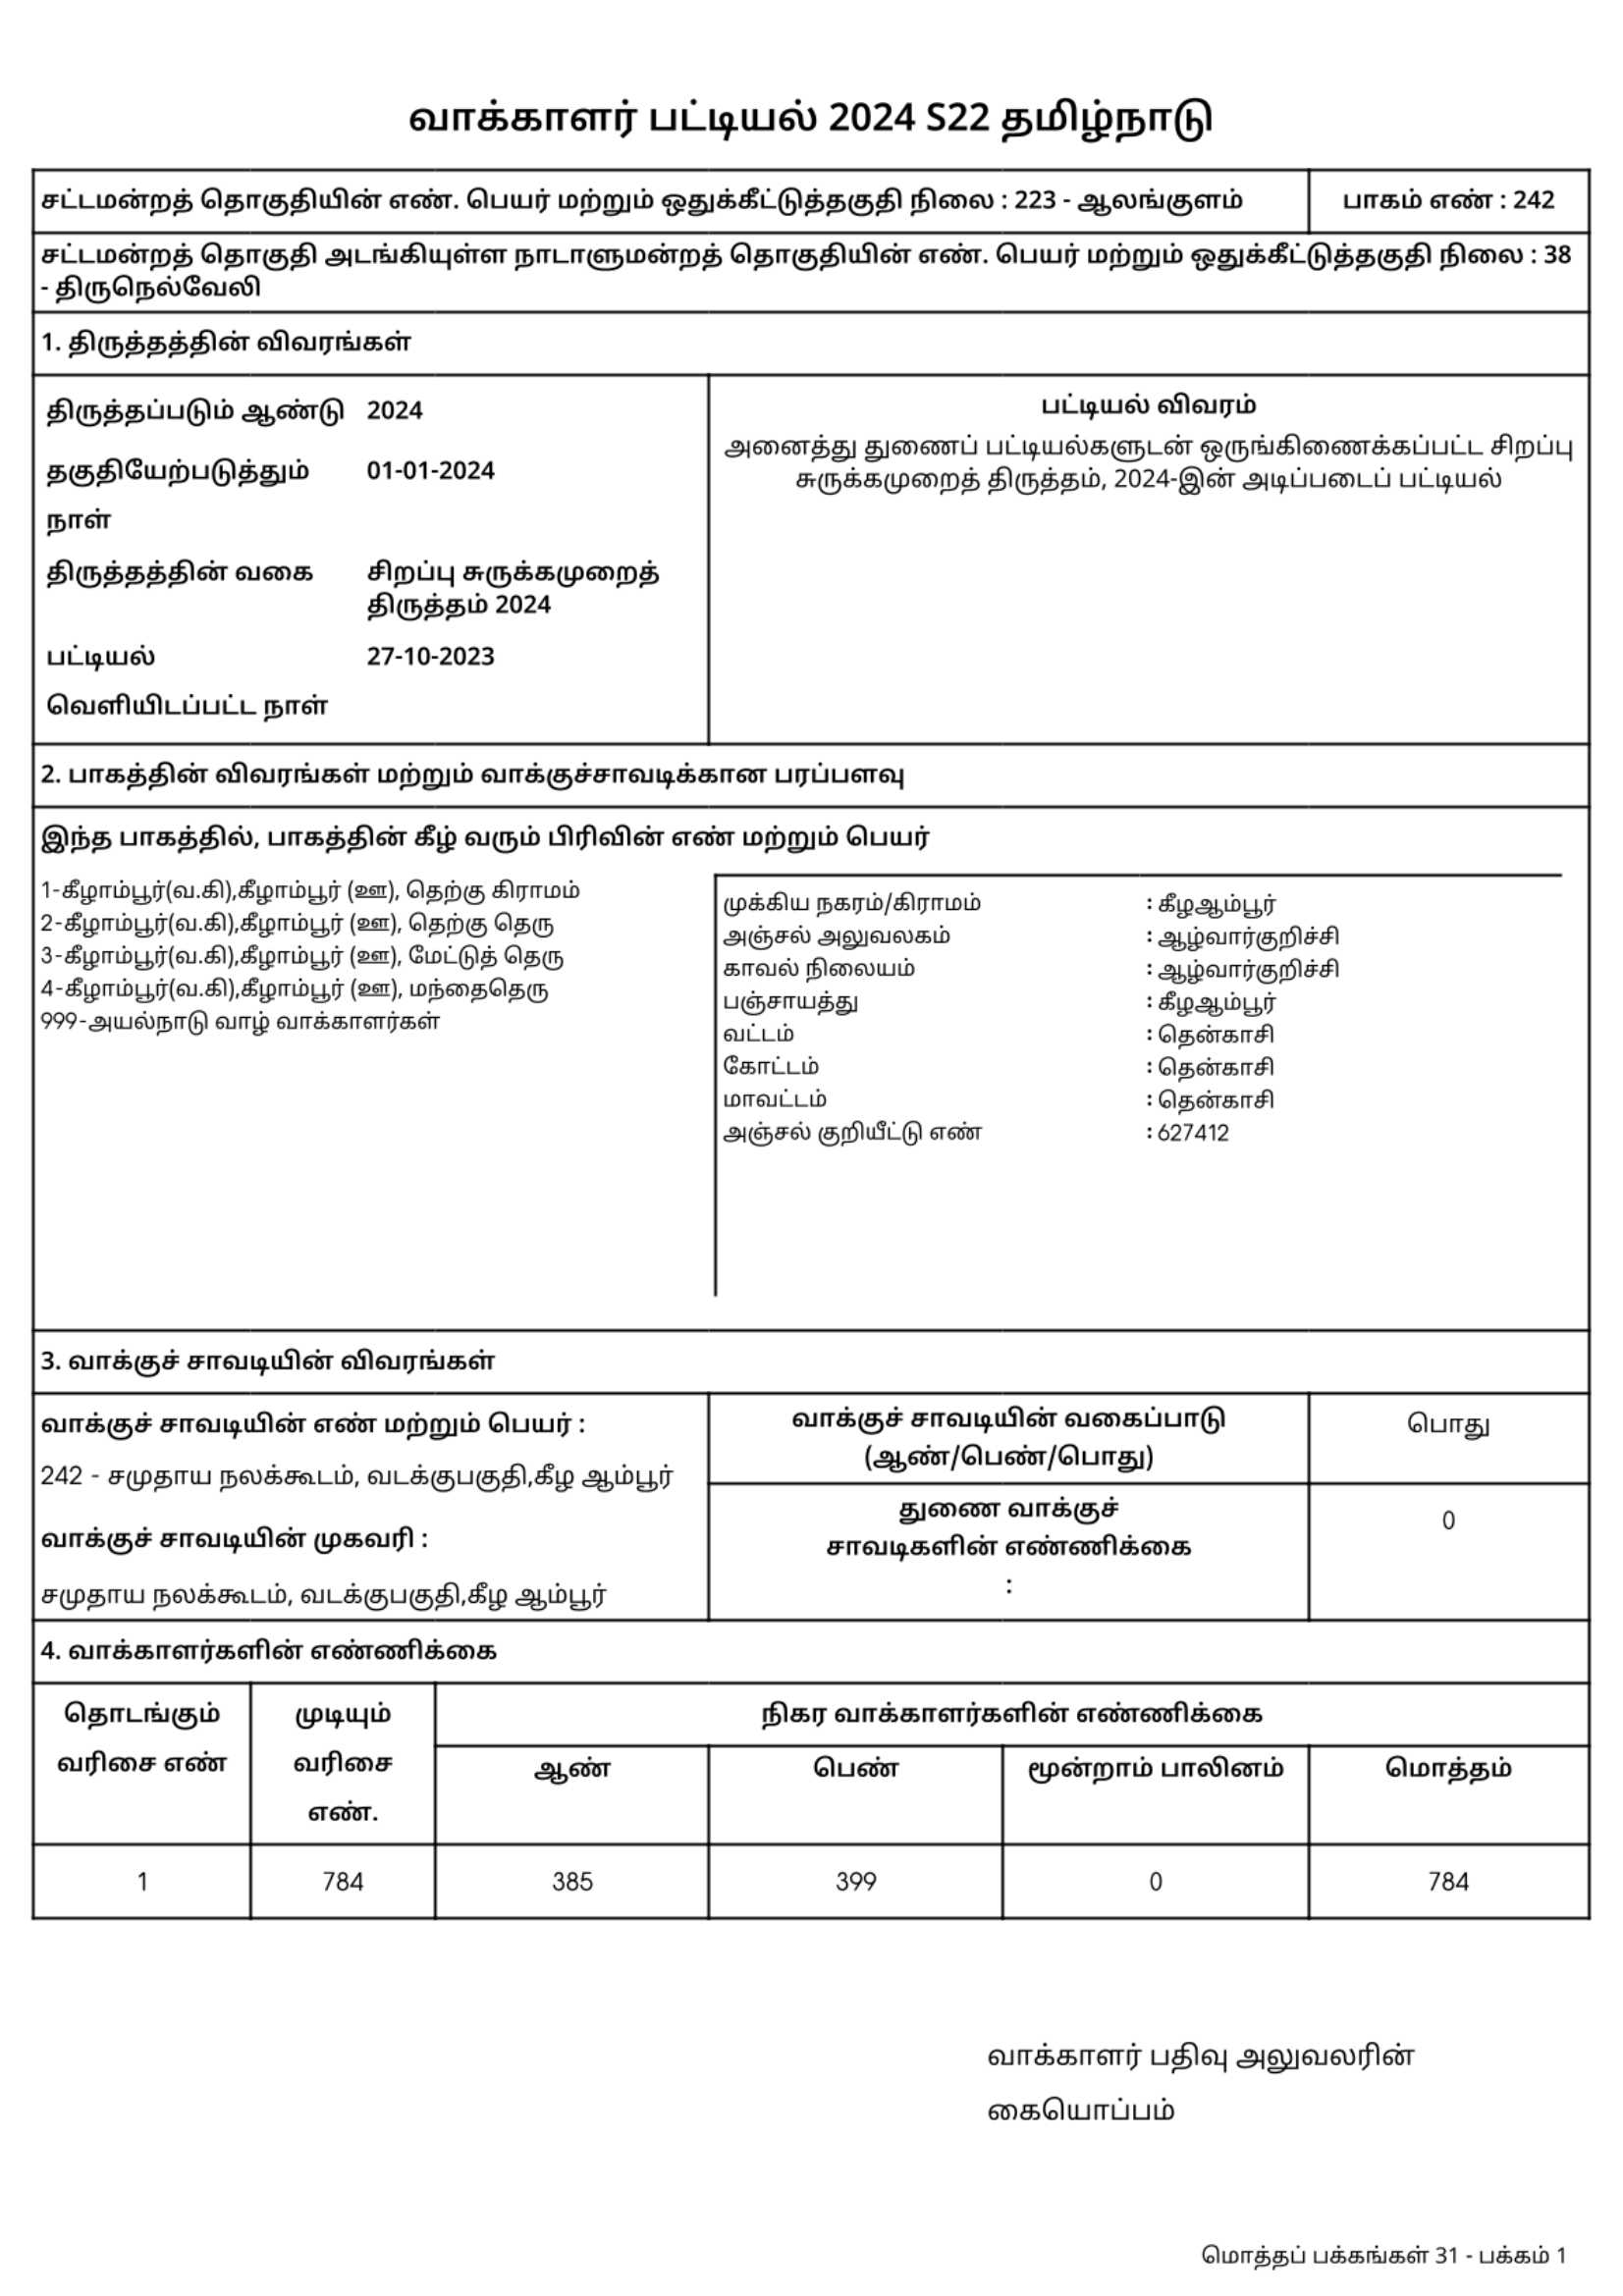 வாக்காளர் பட்டியல் 2024 S22 தமிழ்நாடு
சட்டமன்றத் தொகுதியின் எண். பெயர் மற்றும் ஒதுக்கீட்டுத்தகுதி நிலை : 223 - ஆலங்குளம்
பாகம் எண் : 242
சட்டமன்றத் தொகுதி அடங்கியுள்ள நாடாளுமன்றத் தொகுதியின் எண். பெயர் மற்றும் ஒதுக்கீட்டுத்தகுதி நிலை : 38
- திருநெல்வேலி
1. திருத்தத்தின் விவரங்கள்
திருத்தப்படும் ஆண்டு 2024
தகுதியேற்படுத்தும் 01-01-2024
நாள்
திருத்தத்தின் வகை சிறப்பு சுருக்கமுறைத்
திருத்தம் 2024
பட்டியல் 27-10-2023
வெளியிடப்பட்ட நாள்
பட்டியல் விவரம்
அனைத்து துணைப் பட்டியல்களுடன் ஒருங்கிணைக்கப்பட்ட சிறப்பு
சுருக்கமுறைத் திருத்தம், 2024-இன் அடிப்படைப் பட்டியல்
2. பாகத்தின் விவரங்கள் மற்றும் வாக்குச்சாவடிக்கான பரப்பளவு
இந்த பாகத்தில், பாகத்தின் கீழ் வரும் பிரிவின் எண் மற்றும் பெயர்
1-கீழாம்பூர்(வ.கி),கீழாம்பூர் (ஊ), தெற்கு கிராமம்
2-கீழாம்பூர்(வ.கி),கீழாம்பூர் (ஊ), தெற்கு தெரு
3-கீழாம்பூர்(வ.கி),கீழாம்பூர் (ஊ), மேட்டுத் தெரு
4-கீழாம்பூர்(வ.கி),கீழாம்பூர் (ஊ), மந்தைதெரு
999-அயல்நாடு வாழ் வாக்காளர்கள்
முக்கிய நகரம்/கிராமம் : கீழஆம்பூர்
அஞ்சல் அலுவலகம் : ஆழ்வார்குறிச்சி
காவல் நிலையம் : ஆழ்வார்குறிச்சி
பஞ்சாயத்து : கீழஆம்பூர்
வட்டம் : தென்காசி
கோட்டம் : தென்காசி
மாவட்டம் : தென்காசி
அஞ்சல் குறியீட்டு எண் : 627412
3. வாக்குச் சாவடியின் விவரங்கள்
வாக்குச் சாவடியின் எண் மற்றும் பெயர் :
242 - சமுதாய நலக்கூடம், வடக்குபகுதி,கீழ ஆம்பூர்
வாக்குச் சாவடியின் முகவரி :
சமுதாய நலக்கூடம், வடக்குபகுதி,கீழ ஆம்பூர்
வாக்குச் சாவடியின் வகைப்பாடு
(ஆண்/பெண்/பொது)
பொது
துணை வாக்குச்
சாவடிகளின் எண்ணிக்கை
:
0
4. வாக்காளர்களின் எண்ணிக்கை
தொடங்கும்
வரிசை எண்
முடியும்
வரிசை
எண்.
நிகர வாக்காளர்களின் எண்ணிக்கை
ஆண் பெண் மூன்றாம் பாலினம் மொத்தம்
1 784 385 399 0 784
வாக்காளர் பதிவு அலுவலரின்
கையொப்பம்
மொத்தப் பக்கங்கள் 31 - பக்கம் 1